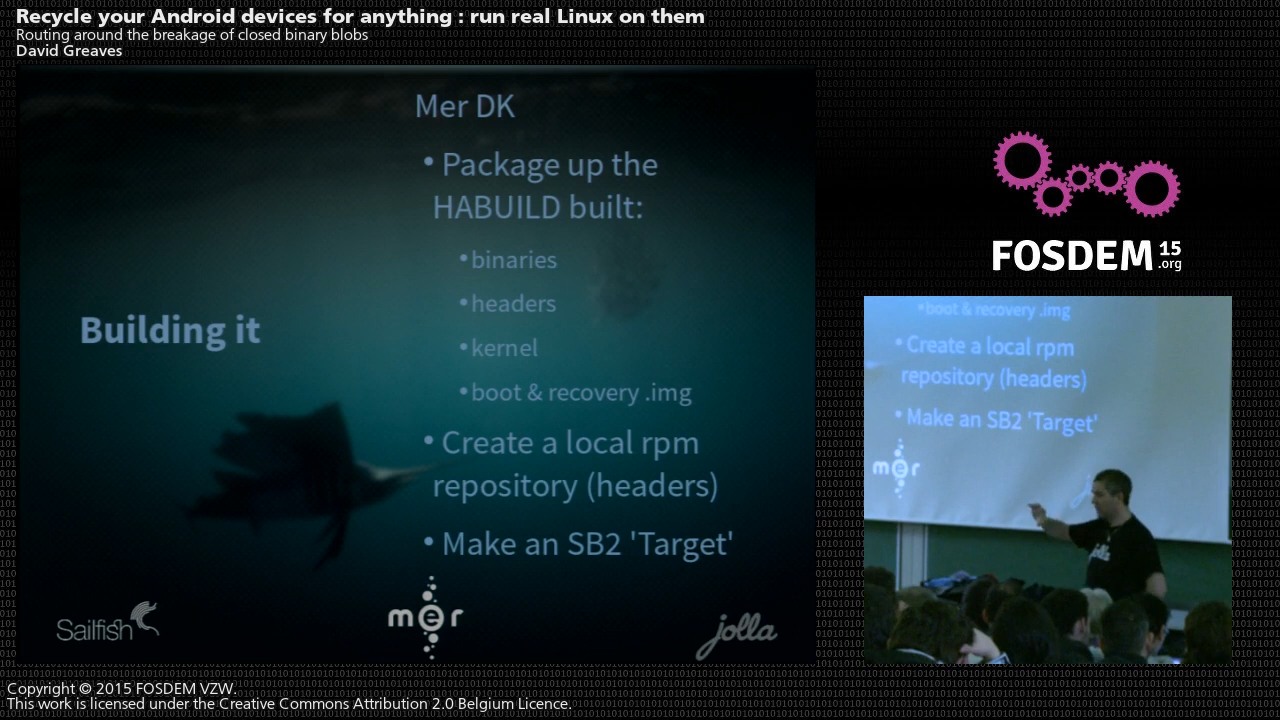 Recycle your Android devices for anything : run real Linux on them
Routing around the breakage of closed binary blobs
David Greaves
Mer DK
• Package up the
HABUILD built:
•binaries
•headers
•kernel
•boot & recovery .img
• Create a local rpm
repository (headers)
• Make an SB2 'Target'
Building it
Sailfish
mer
jolla
FOSDEM 15
.org
•boot & recovery .img
• Create a local rpm
repository (headers)
• Make an SB2 'Target'
mer
jolla
Copyright © 2015 FOSDEM VZW.
This work is licensed under the Creative Commons Attribution 2.0 Belgium Licence.